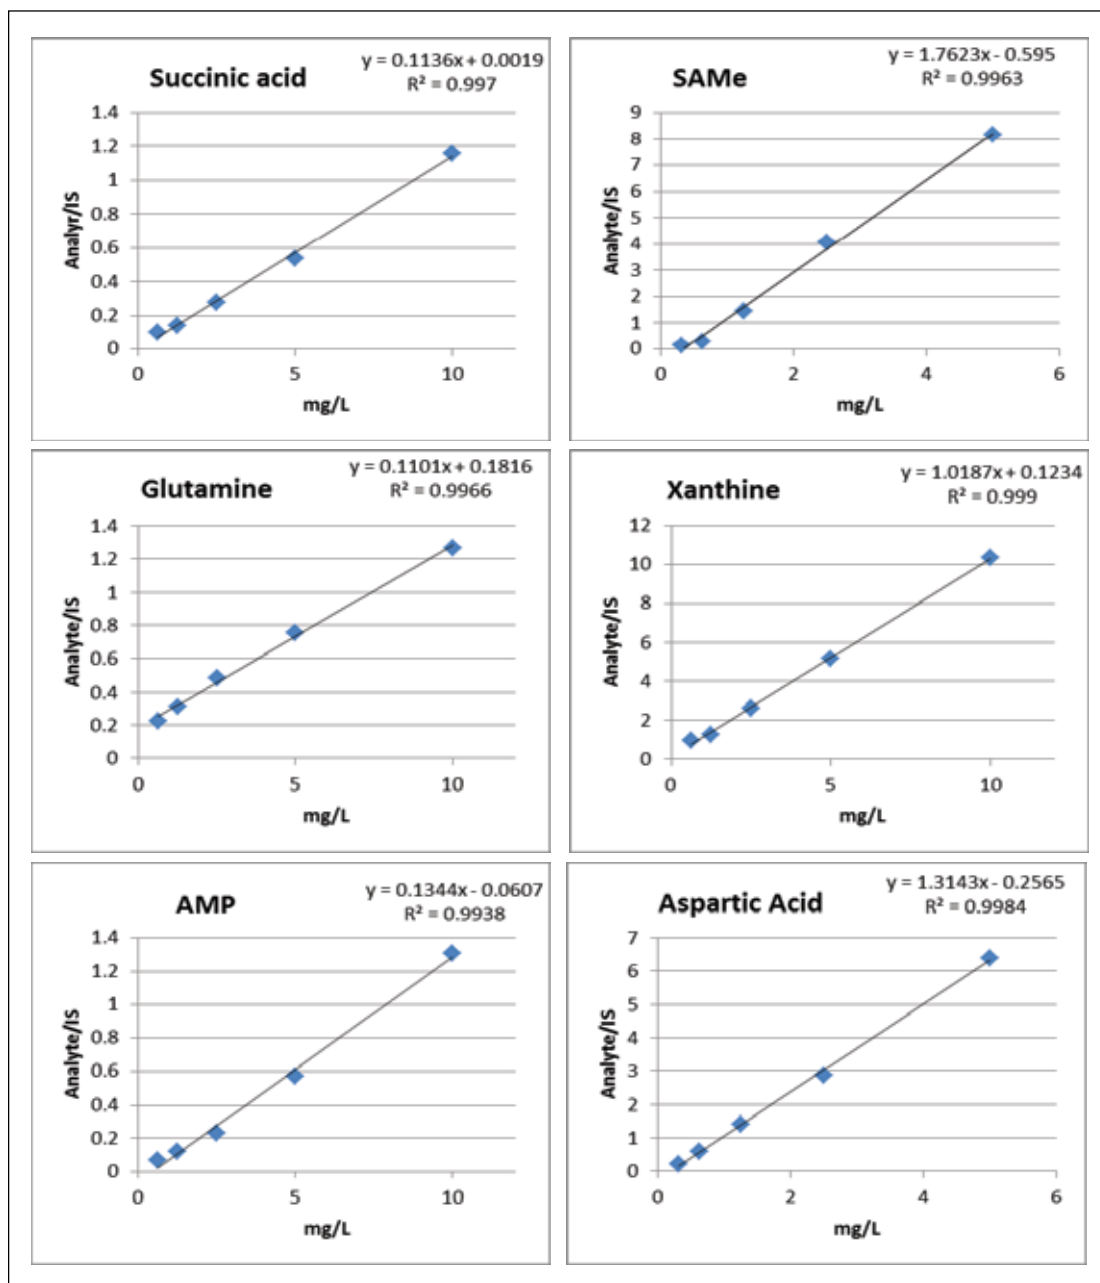 Succinic acid
y = 0.1136x + 0.0019
R² = 0.997
1.4
1.2
1
0.8
0.6
0.4
0.2
0
Analyr/IS
0 5 10
mg/L
SAMe
y = 1.7623x - 0.595
R² = 0.9963
9
8
7
6
5
4
3
2
1
0
Analyte/IS
0 2 4 6
mg/L
Glutamine
y = 0.1101x + 0.1816
R² = 0.9966
1.4
1.2
1
0.8
0.6
0.4
0.2
0
Analyte/IS
0 5 10
mg/L
Xanthine
y = 1.0187x + 0.1234
R² = 0.999
12
10
8
6
4
2
0
Analyte/IS
0 5 10
mg/L
AMP
y = 0.1344x - 0.0607
R² = 0.9938
1.4
1.2
1
0.8
0.6
0.4
0.2
0
Analyte/IS
0 5 10
mg/L
Aspartic Acid
y = 1.3143x - 0.2565
R² = 0.9984
7
6
5
4
3
2
1
0
Analyte/IS
0 2 4 6
mg/L